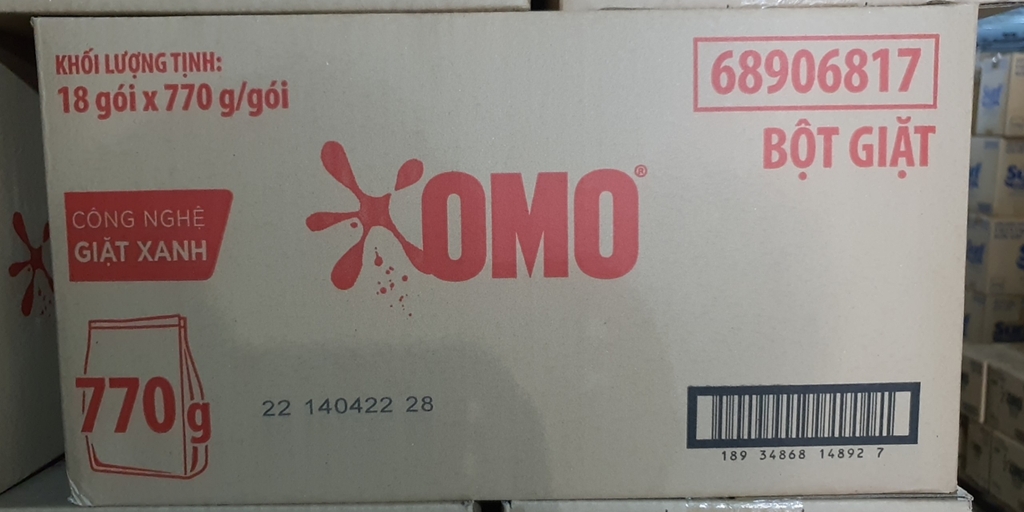 KHỐI LƯỢNG TỊNH:
18 gói x 770 g/gói
68906817
BỘT GIẶT
CÔNG NGHỆ
GIẶT XANH
OMO®
770 g
22 140422 28
189 34868 14892 7